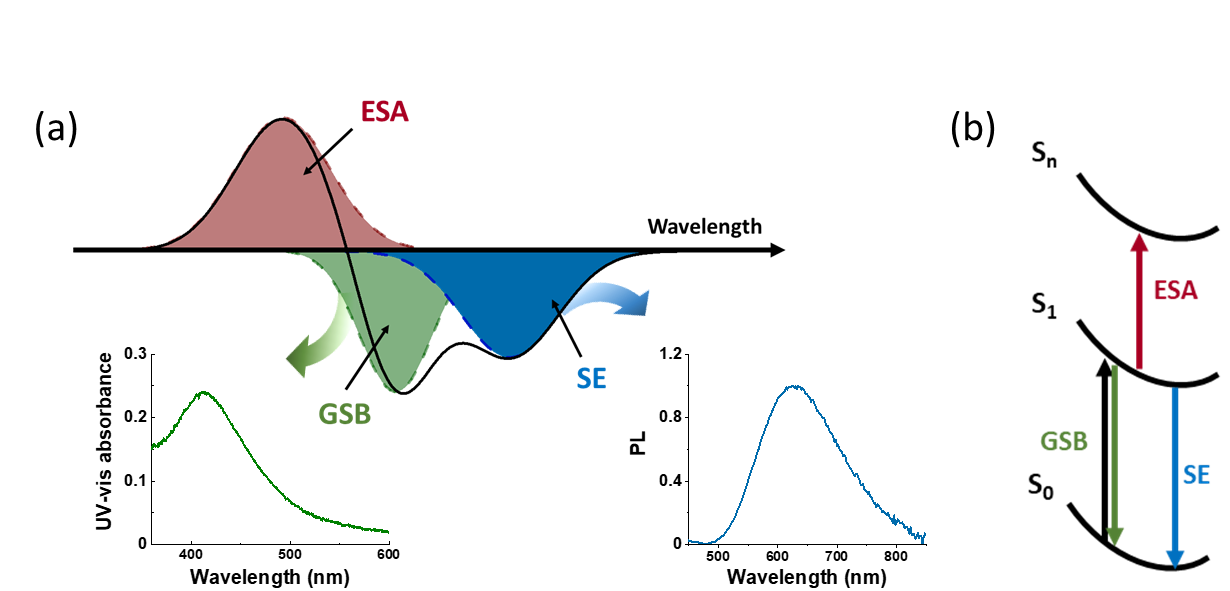 (a)
ESA
Wavelength
GSB
SE
UV-vis absorbance
0.3
0.2
0.1
0
400
500
600
Wavelength (nm)
PL
1.2
0.8
0.4
0
500
600
700
800
Wavelength (nm)
(b)
Sn
ESA
S1
GSB
SE
S0